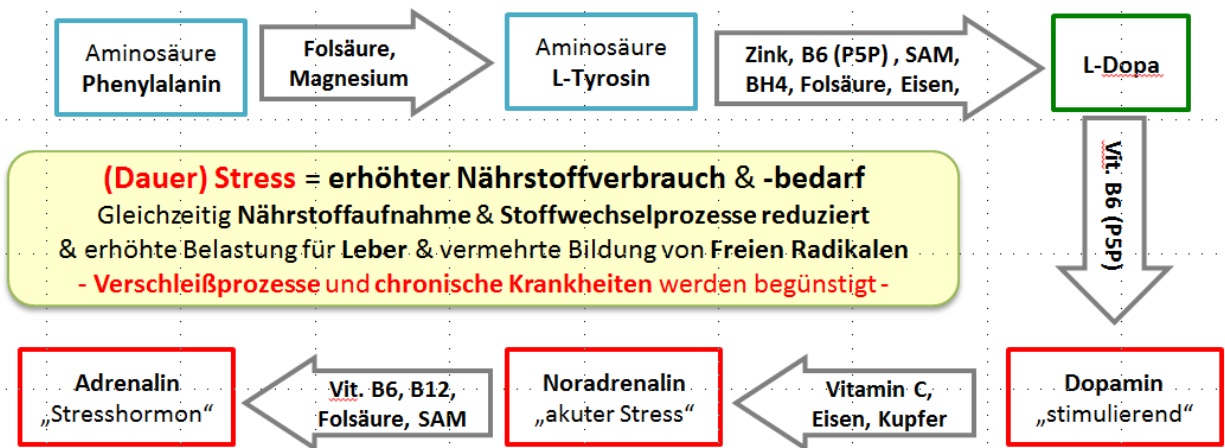 Aminosäure
Phenylalanin
Folsäure,
Magnesium
Aminosäure
L-Tyrosin
Zink, B6 (P5P) , SAM,
BH4, Folsäure, Eisen,
L-Dopa
Vit. B6 (P5P)
(Dauer) Stress = erhöhter Nährstoffverbrauch & -bedarf
Gleichzeitig Nährstoffaufnahme & Stoffwechselprozesse reduziert
& erhöhte Belastung für Leber & vermehrte Bildung von Freien Radikalen
- Verschleißprozesse und chronische Krankheiten werden begünstigt -
Adrenalin
„Stresshormon“
Vit. B6, B12,
Folsäure, SAM
Noradrenalin
„akuter Stress“
Vitamin C,
Eisen, Kupfer
Dopamin
„stimulierend“